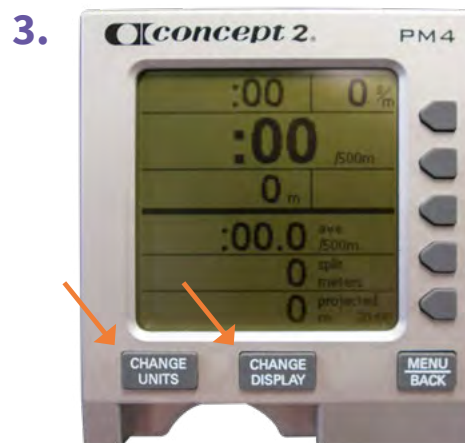 3.
concept 2. PM4
:00 0 s/m
:00 /500m
0 m
:00.0 ave /500m
0 split meters
0 projected m
CHANGE UNITS
CHANGE DISPLAY
MENU BACK